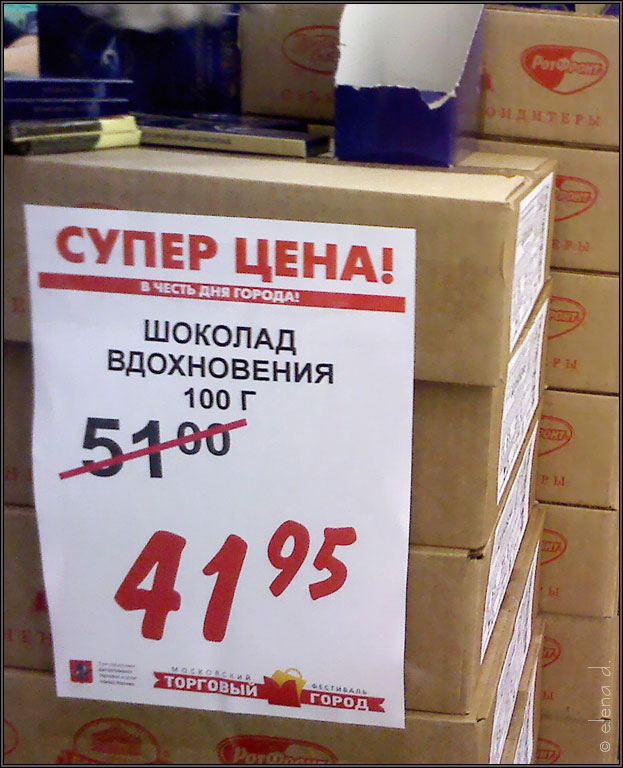 РотФронт
КОНДИТЕРЫ
СУПЕР ЦЕНА!
В ЧЕСТЬ ДНЯ ГОРОДА!
ШОКОЛАД
ВДОХНОВЕНИЯ
100 Г
51 00
41 95
МОСКОВСКИЙ
ТОРГОВЫЙ
ФЕСТИВАЛЬ
ГОРОД
© elena d.